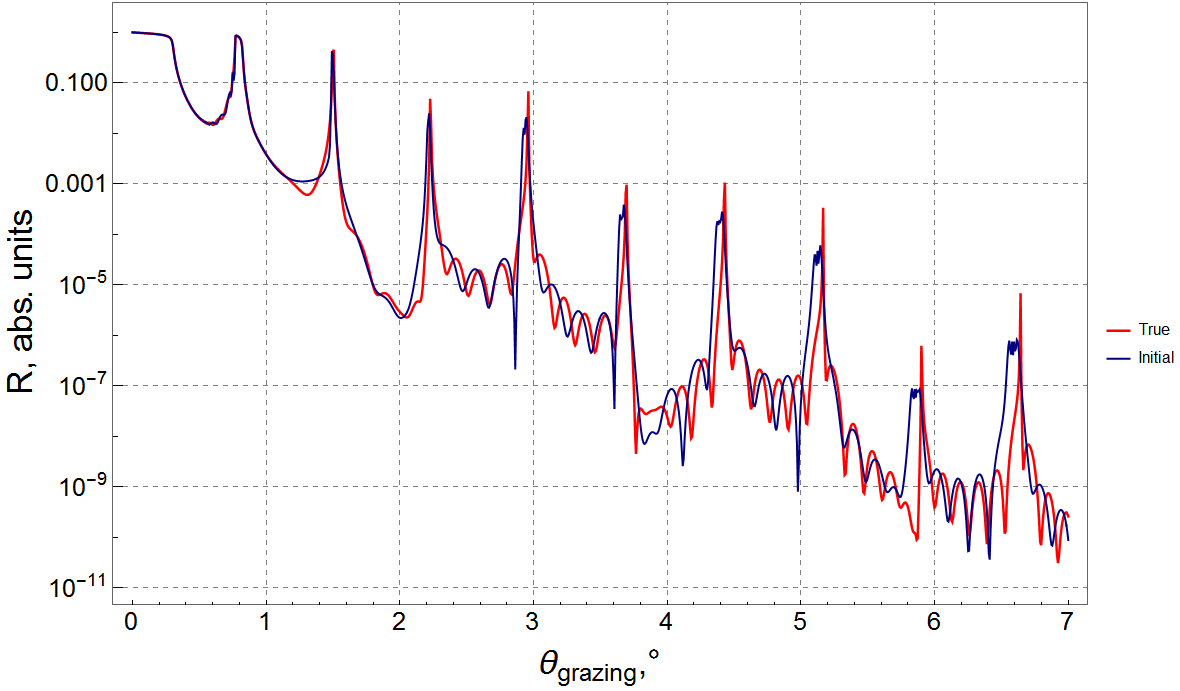 R, abs. units
0.100
0.001
10⁻⁵
10⁻⁷
10⁻⁹
10⁻¹¹
0 1 2 3 4 5 6 7
θgrazing,°
True
Initial